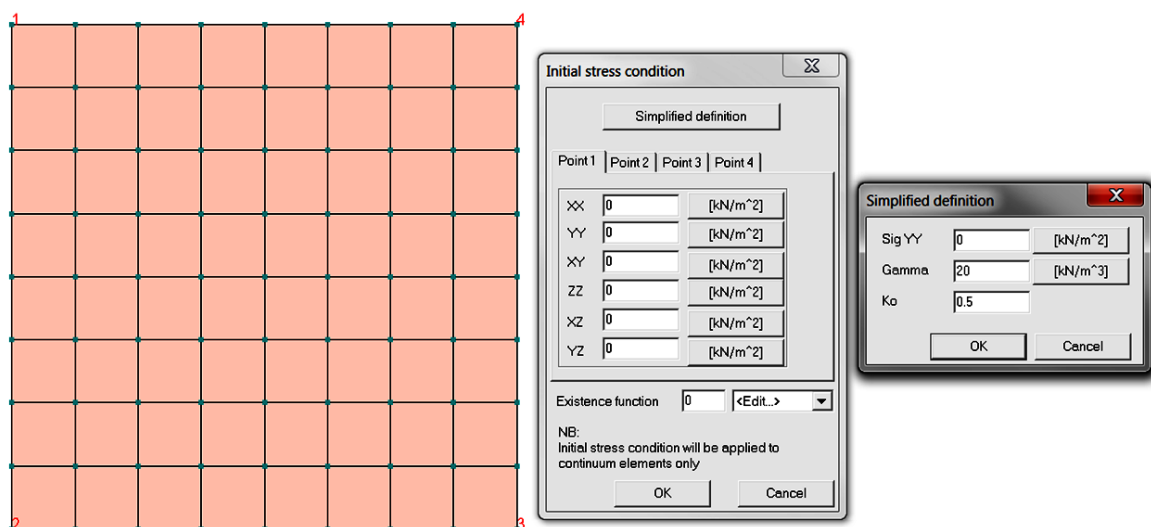 1
4
2
3
Initial stress condition
X
Simplified definition
Point 1 Point 2 Point 3 Point 4
XX 0 [kN/m^2]
YY 0 [kN/m^2]
XY 0 [kN/m^2]
ZZ 0 [kN/m^2]
XZ 0 [kN/m^2]
YZ 0 [kN/m^2]
Existence function 0 <Edit...>
NB:
Initial stress condition will be applied to
continuum elements only
OK Cancel
Simplified definition
X
Sig YY 0 [kN/m^2]
Gamma 20 [kN/m^3]
Ko 0.5
OK Cancel